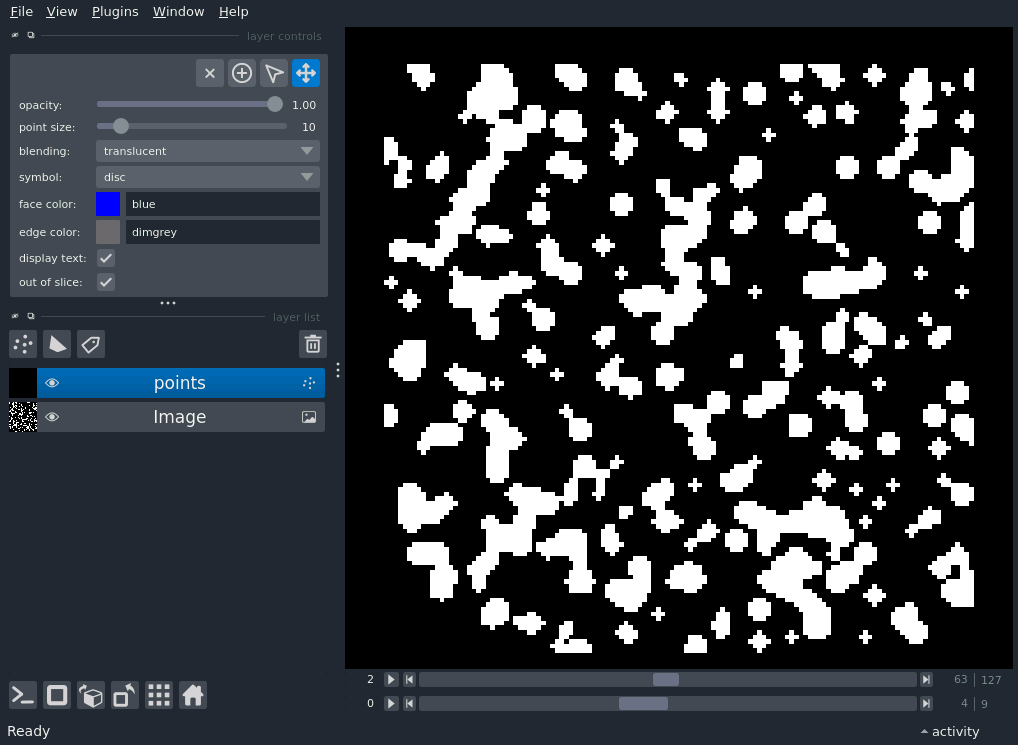 File View Plugins Window Help
layer controls
opacity: 1.00
point size: 10
blending: translucent
symbol: disc
face color: blue
edge color: dimgrey
display text:
out of slice:
layer list
points
Image
2 63 127
0 4 9
Ready activity